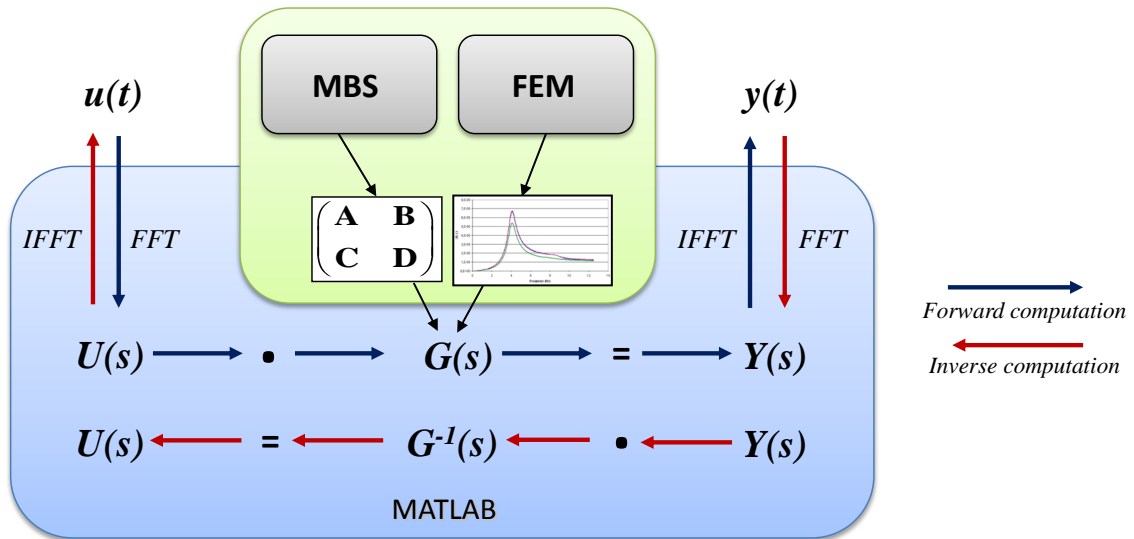 MBS
FEM
u(t)
y(t)
A B
C D
IFFT
FFT
IFFT
FFT
Forward computation
Inverse computation
U(s) · G(s) = Y(s)
U(s) = G⁻¹(s) · Y(s)
MATLAB